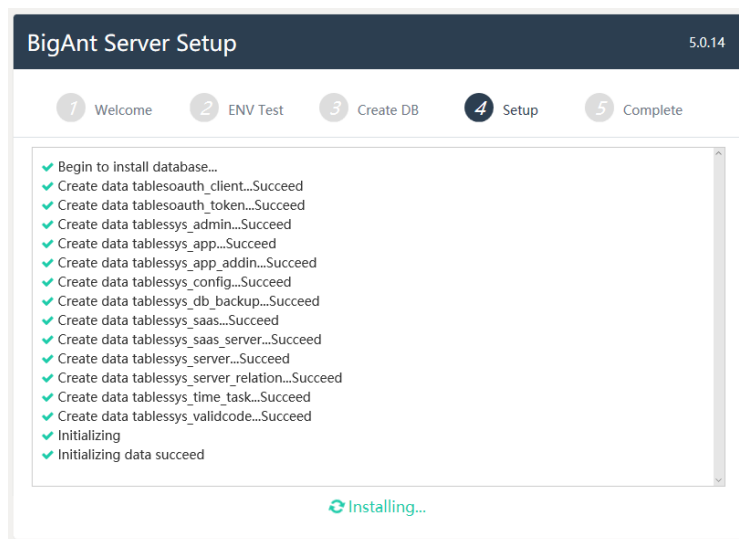 BigAnt Server Setup 5.0.14
1 Welcome 2 ENV Test 3 Create DB 4 Setup 5 Complete
Begin to install database...
Create data tablesoauth_client...Succeed
Create data tablesoauth_token...Succeed
Create data tablessys_admin...Succeed
Create data tablessys_app...Succeed
Create data tablessys_app_addin...Succeed
Create data tablessys_config...Succeed
Create data tablessys_db_backup...Succeed
Create data tablessys_saas...Succeed
Create data tablessys_saas_server...Succeed
Create data tablessys_server...Succeed
Create data tablessys_server_relation...Succeed
Create data tablessys_time_task...Succeed
Create data tablessys_validcode...Succeed
Initializing
Initializing data succeed
Installing...